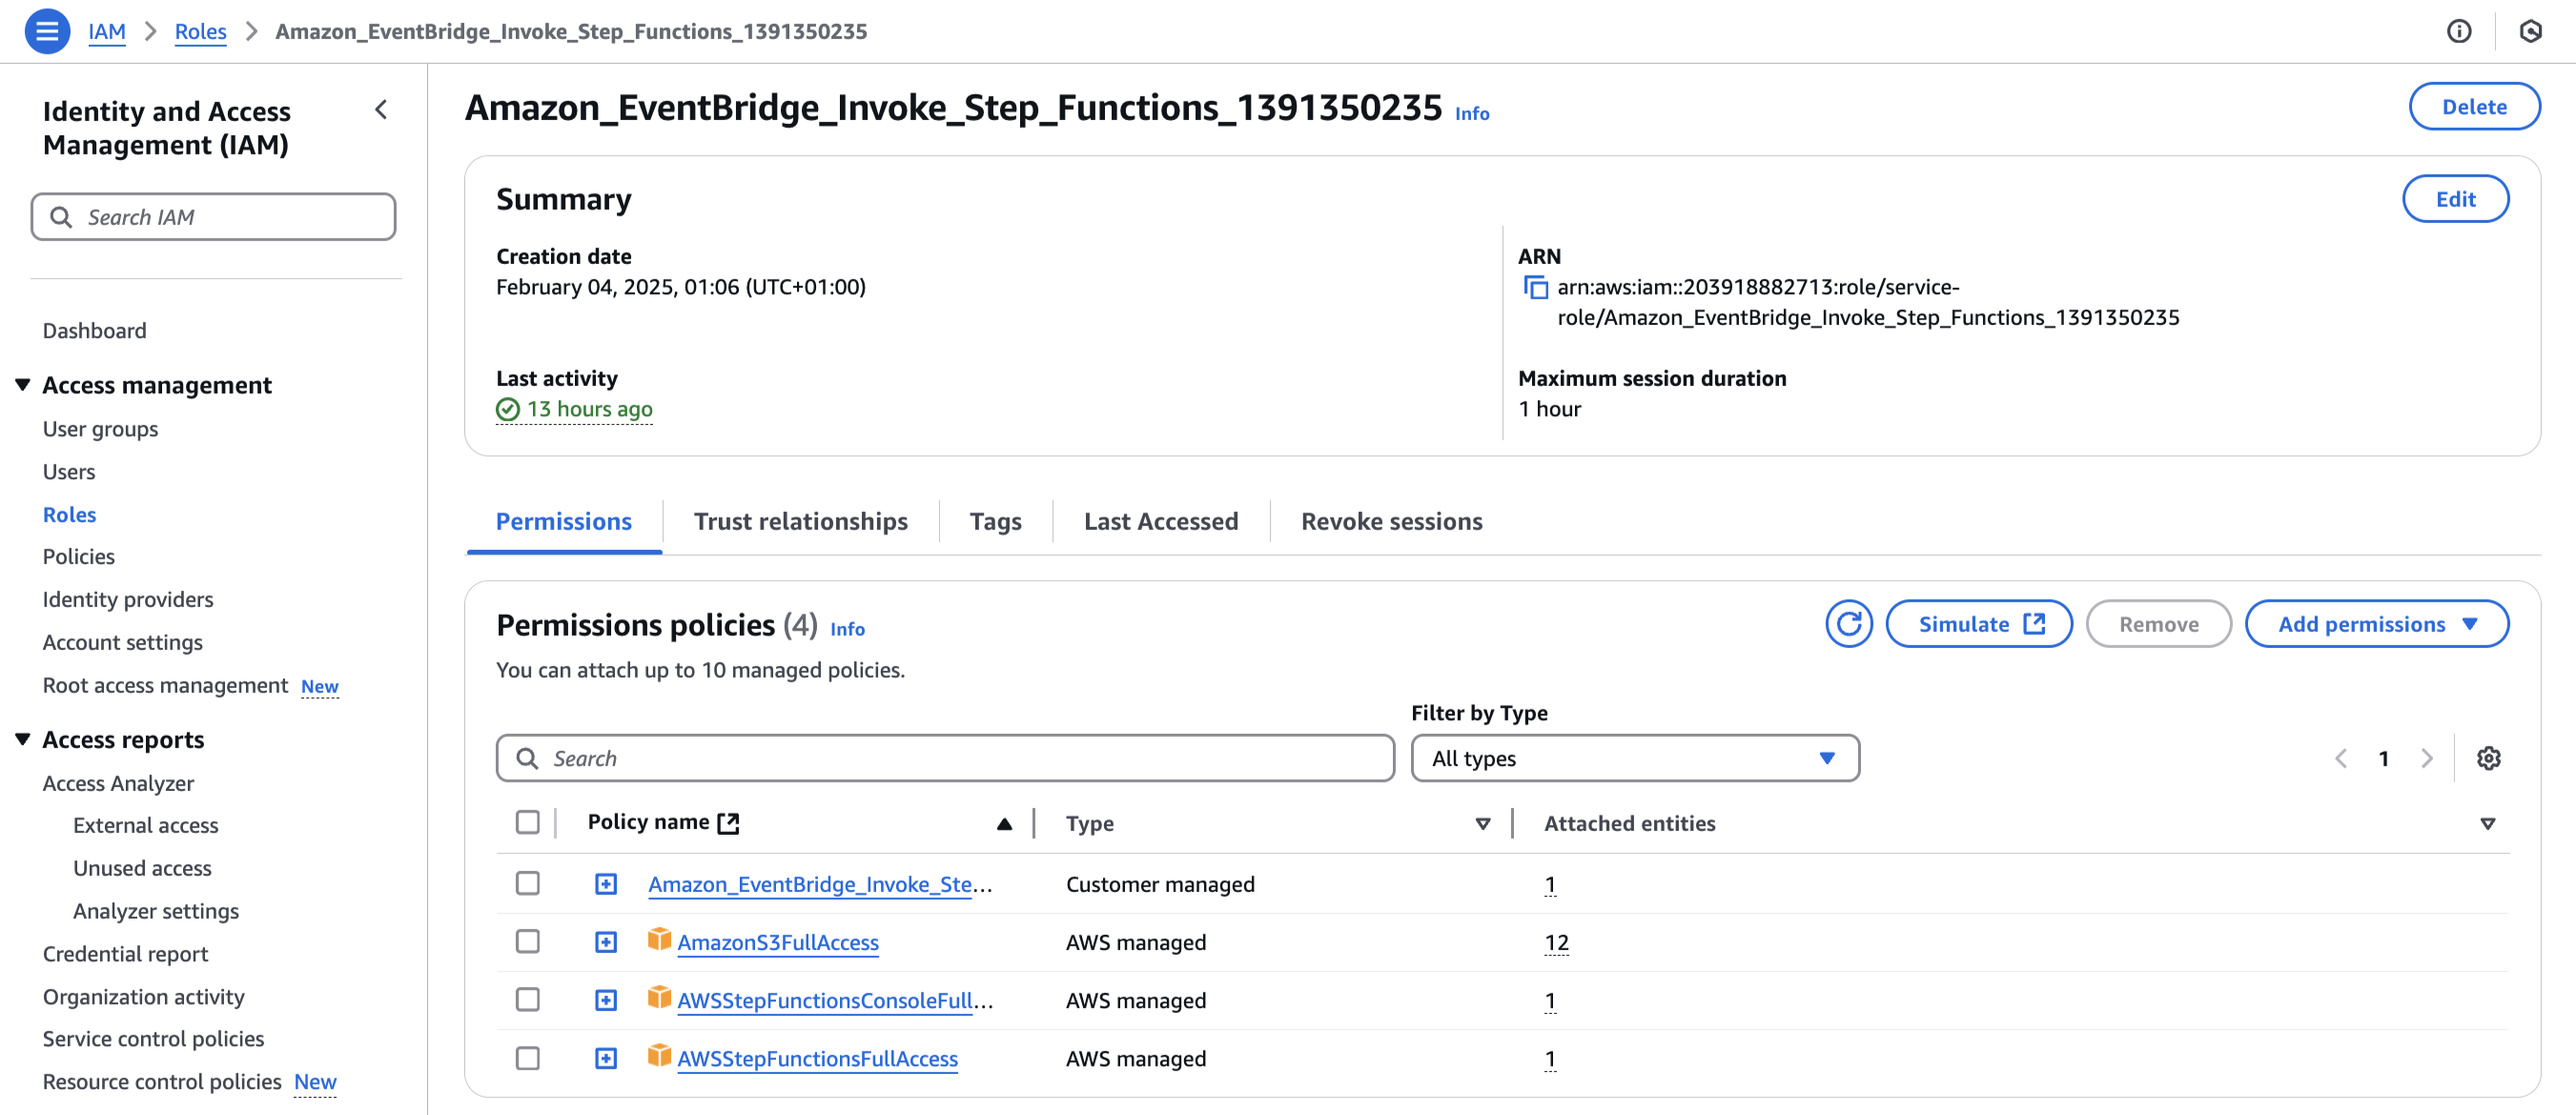 IAM
Roles
Amazon_EventBridge_Invoke_Step_Functions_1391350235
Identity and Access
Management (IAM)
Search IAM
Dashboard
Access management
User groups
Users
Roles
Policies
Identity providers
Account settings
Root access management New
Access reports
Access Analyzer
External access
Unused access
Analyzer settings
Credential report
Organization activity
Service control policies
Resource control policies New
Amazon_EventBridge_Invoke_Step_Functions_1391350235 Info
Delete
Summary
Edit
Creation date
February 04, 2025, 01:06 (UTC+01:00)
ARN
arn:aws:iam::203918882713:role/service-
role/Amazon_EventBridge_Invoke_Step_Functions_1391350235
Last activity
13 hours ago
Maximum session duration
1 hour
Permissions
Trust relationships
Tags
Last Accessed
Revoke sessions
Permissions policies (4) Info
Simulate
Remove
Add permissions
You can attach up to 10 managed policies.
Filter by Type
Search
All types
1
Policy name
Type
Attached entities
Amazon_EventBridge_Invoke_Ste... Customer managed 1
AmazonS3FullAccess AWS managed 12
AWSStepFunctionsConsoleFull... AWS managed 1
AWSStepFunctionsFullAccess AWS managed 1